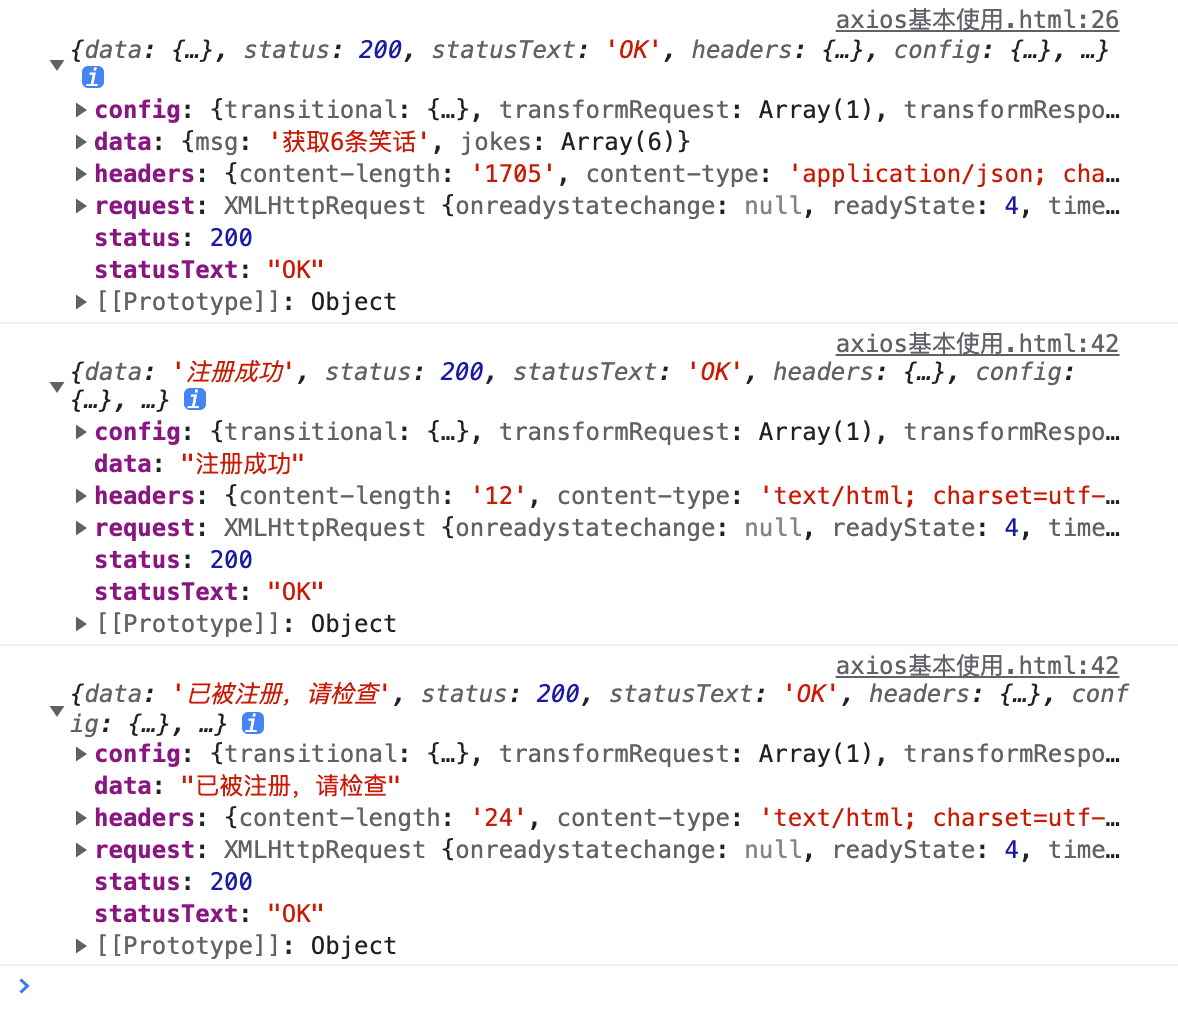 axios基本使用.html:26
{data: {…}, status: 200, statusText: 'OK', headers: {…}, config: {…}, …}
i
config: {transitional: {…}, transformRequest: Array(1), transformRespo…
data: {msg: '获取6条笑话', jokes: Array(6)}
headers: {content-length: '1705', content-type: 'application/json; cha…
request: XMLHttpRequest {onreadystatechange: null, readyState: 4, time…
status: 200
statusText: "OK"
[[Prototype]]: Object
axios基本使用.html:42
{data: '注册成功', status: 200, statusText: 'OK', headers: {…}, config:
{…}, …} i
config: {transitional: {…}, transformRequest: Array(1), transformRespo…
data: "注册成功"
headers: {content-length: '12', content-type: 'text/html; charset=utf-…
request: XMLHttpRequest {onreadystatechange: null, readyState: 4, time…
status: 200
statusText: "OK"
[[Prototype]]: Object
axios基本使用.html:42
{data: '已被注册，请检查', status: 200, statusText: 'OK', headers: {…}, conf
ig: {…}, …} i
config: {transitional: {…}, transformRequest: Array(1), transformRespo…
data: "已被注册，请检查"
headers: {content-length: '24', content-type: 'text/html; charset=utf-…
request: XMLHttpRequest {onreadystatechange: null, readyState: 4, time…
status: 200
statusText: "OK"
[[Prototype]]: Object